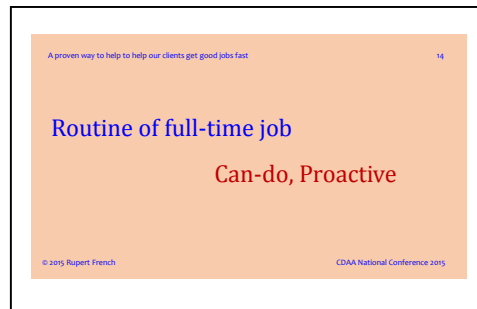 A proven way to help to help our clients get good jobs fast 14
Routine of full-time job
Can-do, Proactive
© 2015 Rupert French CDAA National Conference 2015